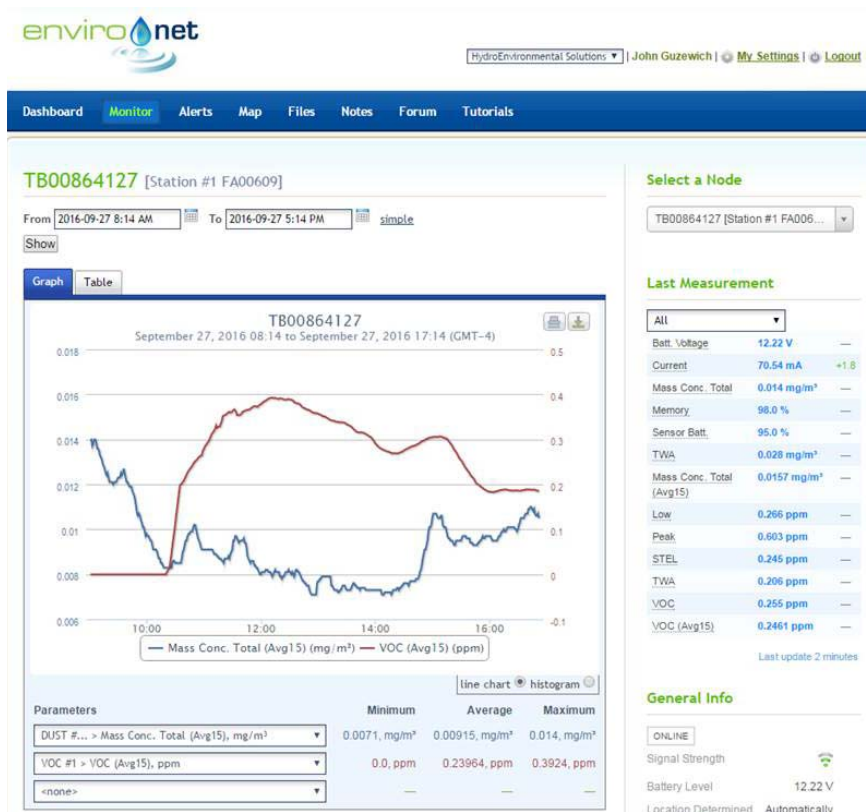 enviro net
HydroEnvironmental Solutions | John Guzewich | My Settings | Logout
Dashboard Monitor Alerts Map Files Notes Forum Tutorials
TB00864127 [Station #1 FA00609]
From 2016-09-27 8:14 AM To 2016-09-27 5:14 PM simple
Show
Graph Table
TB00864127
September 27, 2016 08:14 to September 27, 2016 17:14 (GMT-4)
0.018 0.5
0.016 0.4
0.014 0.3
0.012 0.2
0.01 0.1
0.008 0
0.006 -0.1
10:00 12:00 14:00 16:00
Mass Conc. Total (Avg15) (mg/m³) VOC (Avg15) (ppm)
line chart histogram
Parameters Minimum Average Maximum
DUST #... > Mass Conc. Total (Avg15), mg/m³ 0.0071, mg/m³ 0.00915, mg/m³ 0.014, mg/m³
VOC #1 > VOC (Avg15), ppm 0.0, ppm 0.23964, ppm 0.3924, ppm
<none> — — —
Select a Node
TB00864127 [Station #1 FA006...
Last Measurement
All
Batt. Voltage 12.22 V —
Current 70.54 mA +1.8
Mass Conc. Total 0.014 mg/m³ —
Memory 98.0 % —
Sensor Batt. 95.0 % —
TWA 0.028 mg/m³ —
Mass Conc. Total 0.0157 mg/m³ —
(Avg15)
Low 0.266 ppm —
Peak 0.603 ppm —
STEL 0.245 ppm —
TWA 0.206 ppm —
VOC 0.255 ppm —
VOC (Avg15) 0.2461 ppm —
Last update 2 minutes
General Info
ONLINE
Signal Strength
Battery Level 12.22 V
Location Determined Automatically